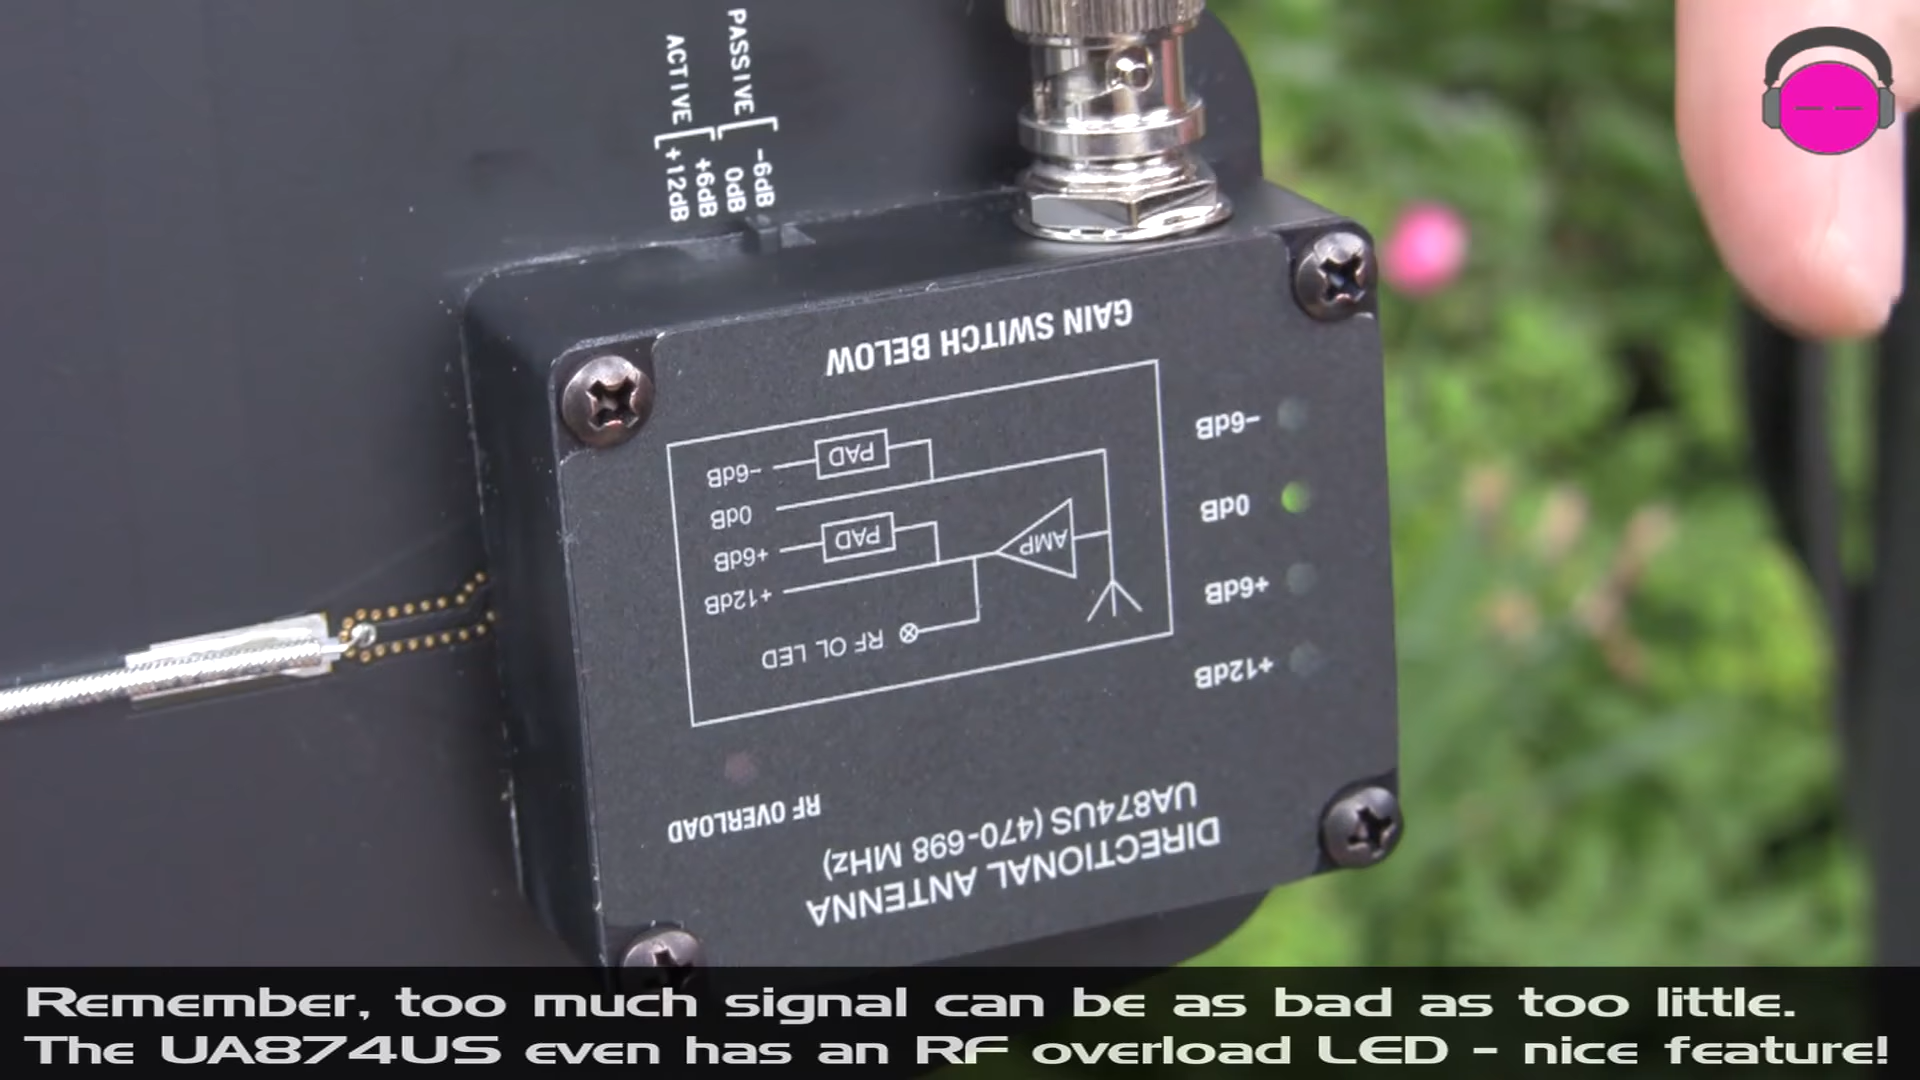 PASSIVE
ACTIVE
-6dB
0dB
+6dB
+12dB
GAIN SWITCH BELOW
-6dB
0dB
+6dB
+12dB
PAD
-6dB
0dB
PAD
+6dB
AMP
+12dB
RF OL LED
RF OVERLOAD
UA874US (470-698 MHz)
DIRECTIONAL ANTENNA
Remember, too much signal can be as bad as too little.
The UA874US even has an RF overload LED - nice feature!